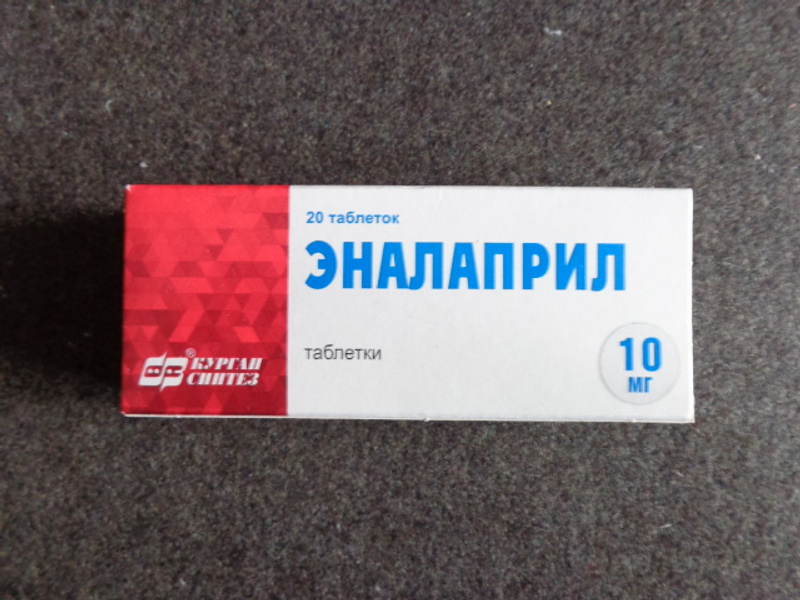 20 таблеток
ЭНАЛАПРИЛ
таблетки
10
мг
®
КУРГАН
СИНТЕЗ